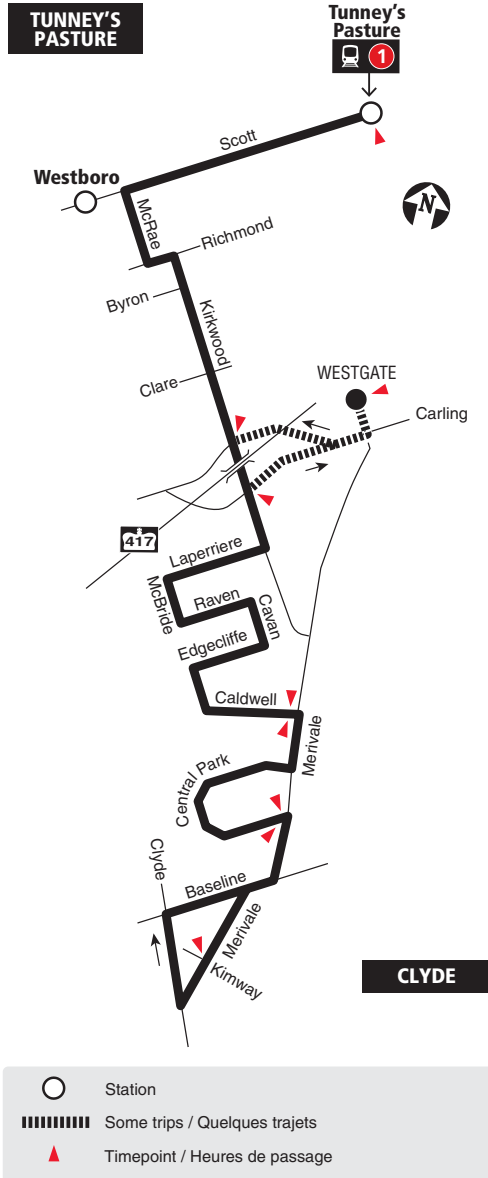 TUNNEY'S
PASTURE
Tunney's
Pasture
1
Scott
Westboro
McRae
N
Richmond
Byron
Kirkwood
Clare
WESTGATE
Carling
417
Laperriere
McBride
Raven
Cavan
Edgecliffe
Caldwell
Merivale
Central Park
Clyde
Baseline
Merivale
Kimway
CLYDE
Station
Some trips / Quelques trajets
Timepoint / Heures de passage